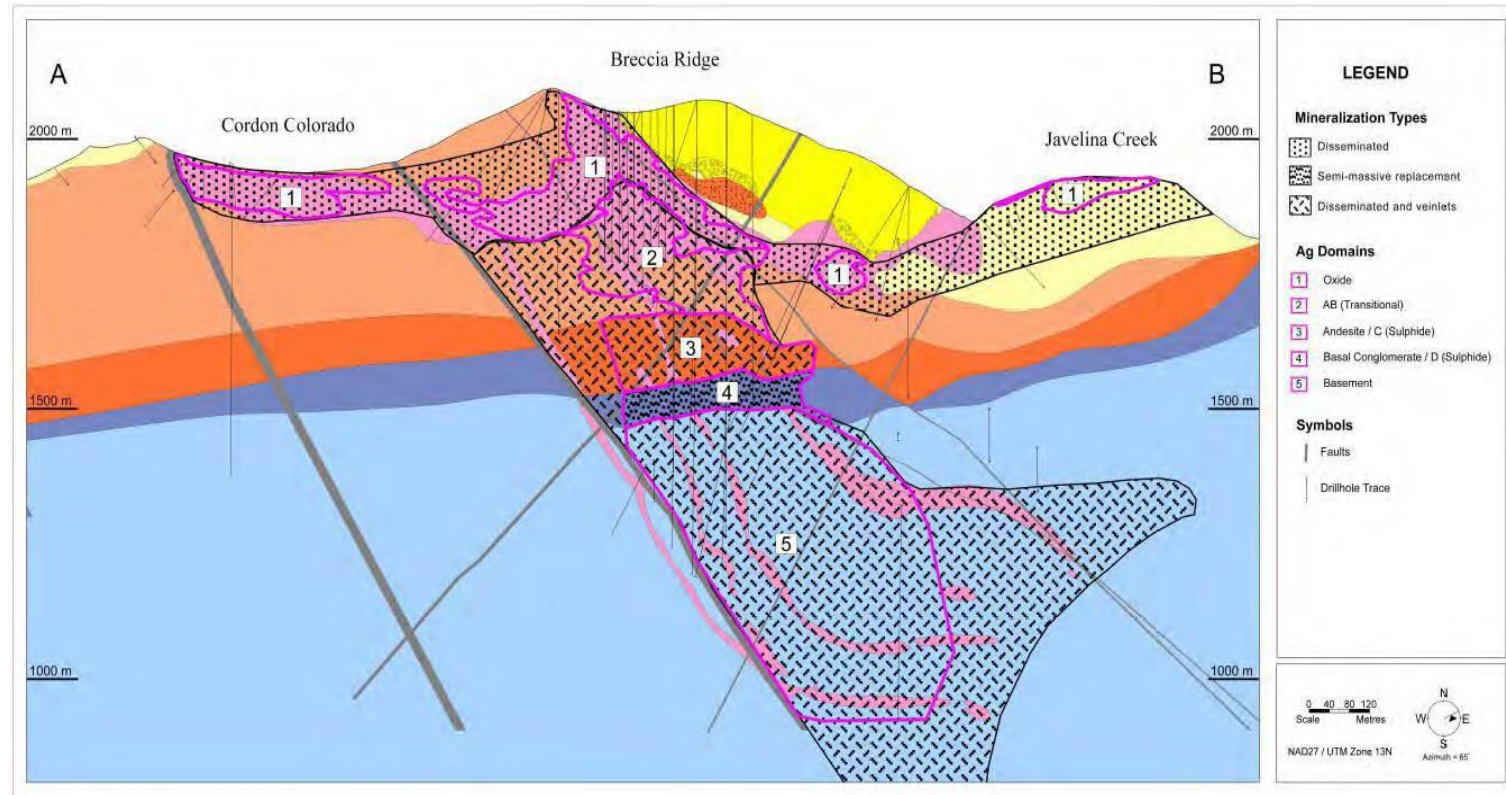 A
Breccia Ridge
B
Cordon Colorado
Javelina Creek
2000 m
2000 m
1
1
1
1
2
3
4
5
1500 m
1500 m
1000 m
1000 m
LEGEND
Mineralization Types
Disseminated
Semi-massive replacement
Disseminated and veinlets
Ag Domains
1 Oxide
2 AB (Transitional)
3 Andesite / C (Sulphide)
4 Basal Conglomerate / D (Sulphide)
5 Basement
Symbols
Faults
Drillhole Trace
0 40 80 120
Scale Metres
NAD27 / UTM Zone 13N
N
W E
S
Azimuth = 65°